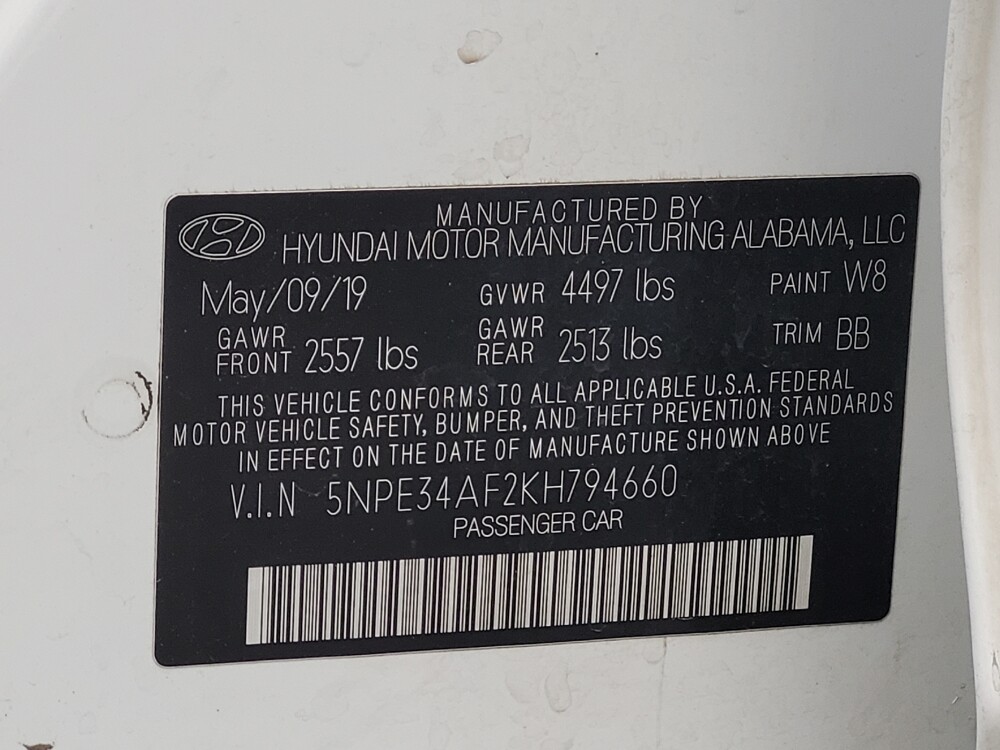 MANUFACTURED BY
HYUNDAI MOTOR MANUFACTURING ALABAMA, LLC
May/09/19 GVWR 4497 lbs PAINT W8
GAWR FRONT 2557 lbs GAWR REAR 2513 lbs TRIM BB
THIS VEHICLE CONFORMS TO ALL APPLICABLE U.S.A. FEDERAL
MOTOR VEHICLE SAFETY, BUMPER, AND THEFT PREVENTION STANDARDS
IN EFFECT ON THE DATE OF MANUFACTURE SHOWN ABOVE
V.I.N 5NPE34AF2KH794660
PASSENGER CAR